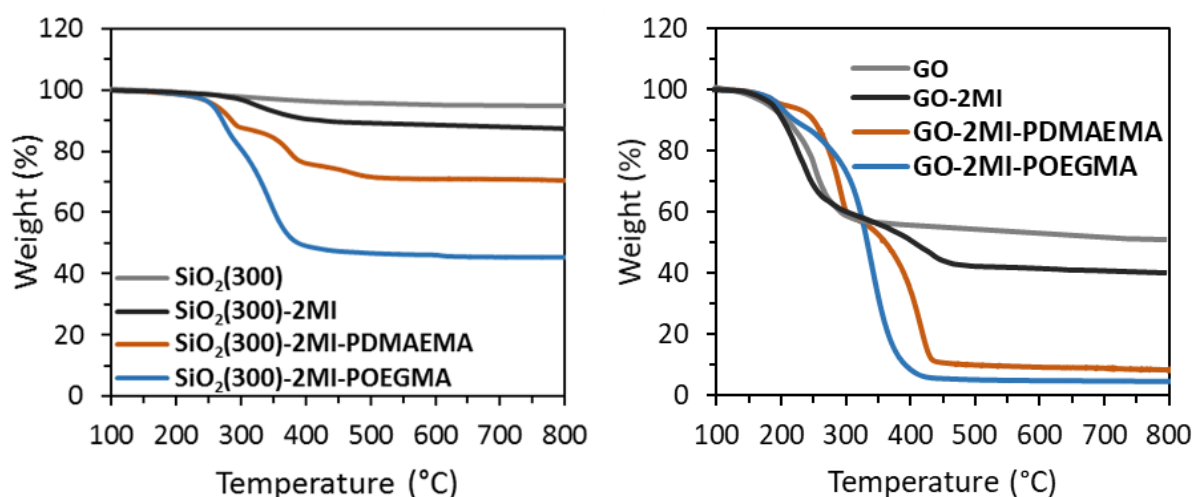 120
100
80
60
40
20
0
Weight (%)
SiO₂(300)
SiO₂(300)-2MI
SiO₂(300)-2MI-PDMAEMA
SiO₂(300)-2MI-POEGMA
100 200 300 400 500 600 700 800
Temperature (°C)
120
100
80
60
40
20
0
Weight (%)
GO
GO-2MI
GO-2MI-PDMAEMA
GO-2MI-POEGMA
100 200 300 400 500 600 700 800
Temperature (°C)